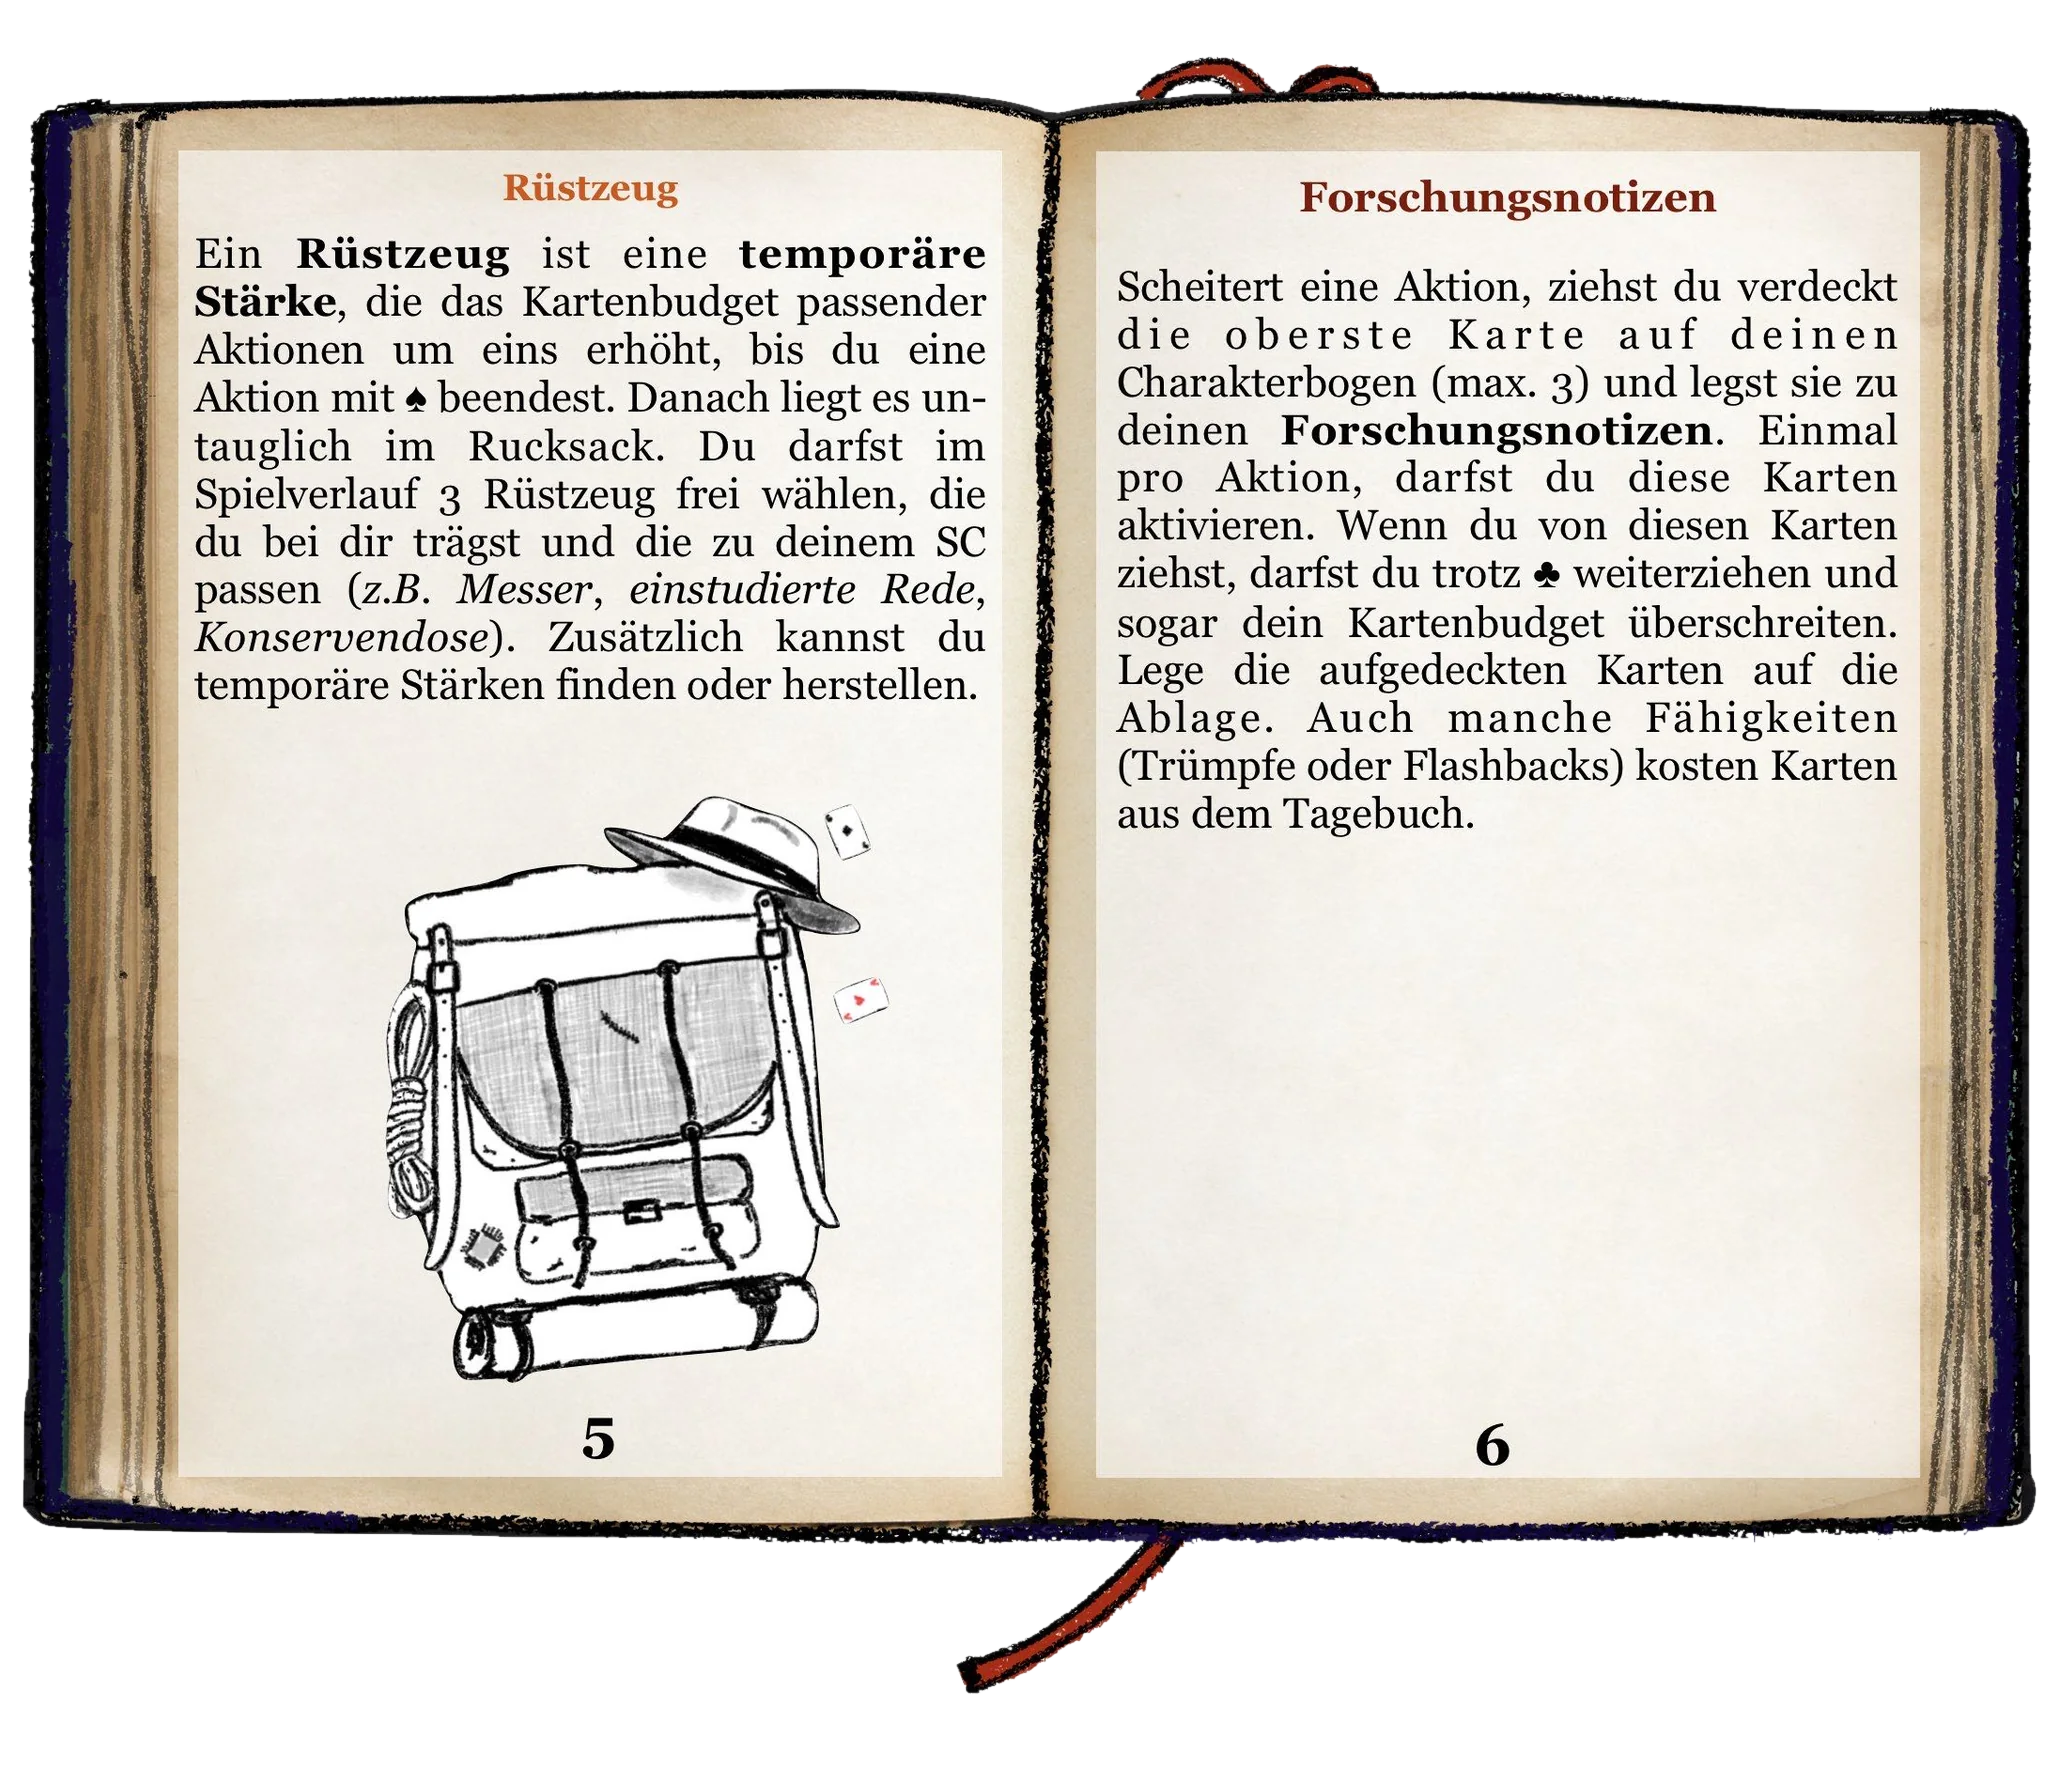 Rüstzeug
Ein Rüstzeug ist eine temporäre
Stärke, die das Kartenbudget passender
Aktionen um eins erhöht, bis du eine
Aktion mit ♠ beendest. Danach liegt es un-
tauglich im Rucksack. Du darfst im
Spielverlauf 3 Rüstzeug frei wählen, die
du bei dir trägst und die zu deinem SC
passen (z.B. Messer, einstudierte Rede,
Konservendose). Zusätzlich kannst du
temporäre Stärken finden oder herstellen.
5
Forschungsnotizen
Scheitert eine Aktion, ziehst du verdeckt
die oberste Karte auf deinen
Charakterbogen (max. 3) und legst sie zu
deinen Forschungsnotizen. Einmal
pro Aktion, darfst du diese Karten
aktivieren. Wenn du von diesen Karten
ziehst, darfst du trotz ♣ weiterziehen und
sogar dein Kartenbudget überschreiten.
Lege die aufgedeckten Karten auf die
Ablage. Auch manche Fähigkeiten
(Trümpfe oder Flashbacks) kosten Karten
aus dem Tagebuch.
6